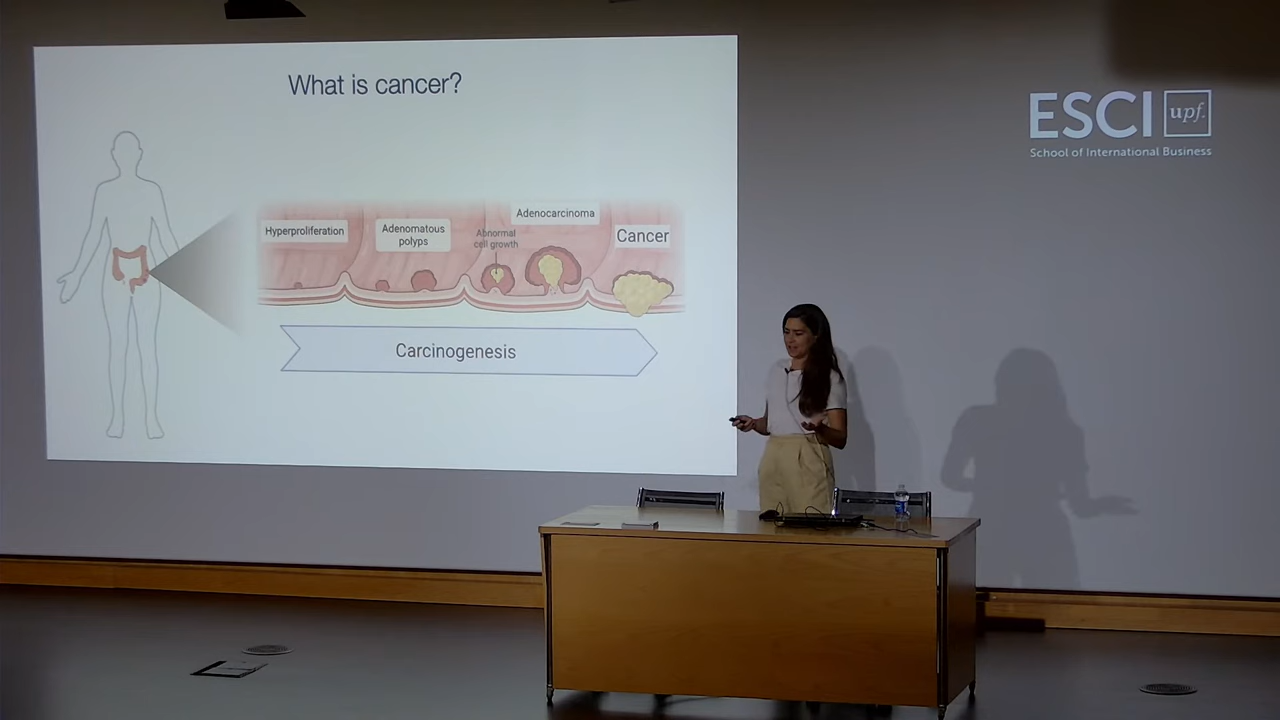 What is cancer?
Hyperproliferation
Adenomatous
polyps
Abnormal
cell growth
Adenocarcinoma
Cancer
Carcinogenesis
ESCI upf.
School of International Business